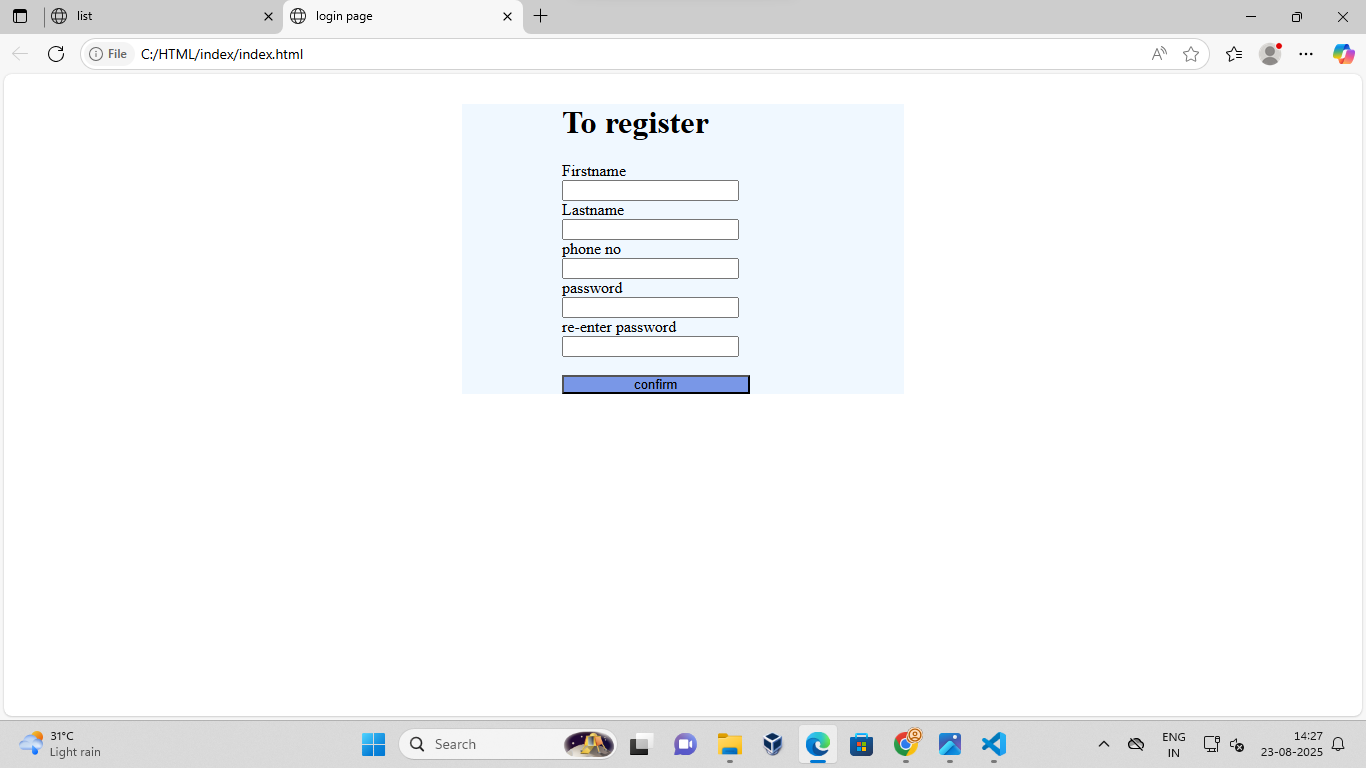 list
login page
File
C:/HTML/index/index.html
To register
Firstname
Lastname
phone no
password
re-enter password
confirm
31°C
Light rain
Search
ENG
IN
14:27
23-08-2025